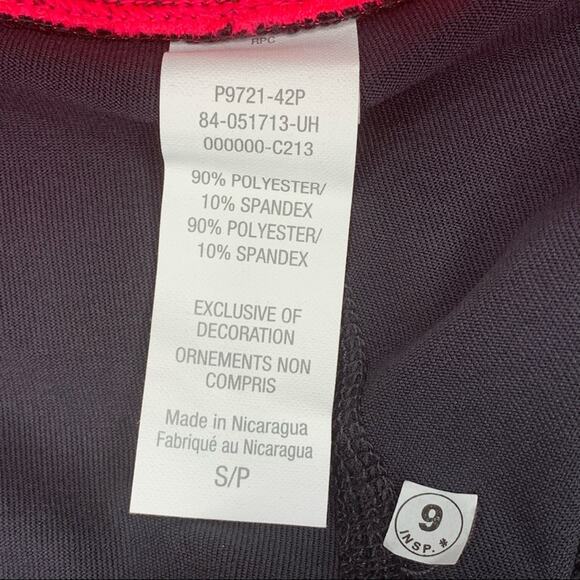 RPC
P9721-42P
84-051713-UH
000000-C213
90% POLYESTER/
10% SPANDEX
90% POLYESTER/
10% SPANDEX
EXCLUSIVE OF
DECORATION
ORNEMENTS NON
COMPRIS
Made in Nicaragua
Fabriqué au Nicaragua
S/P
9
INSP. #